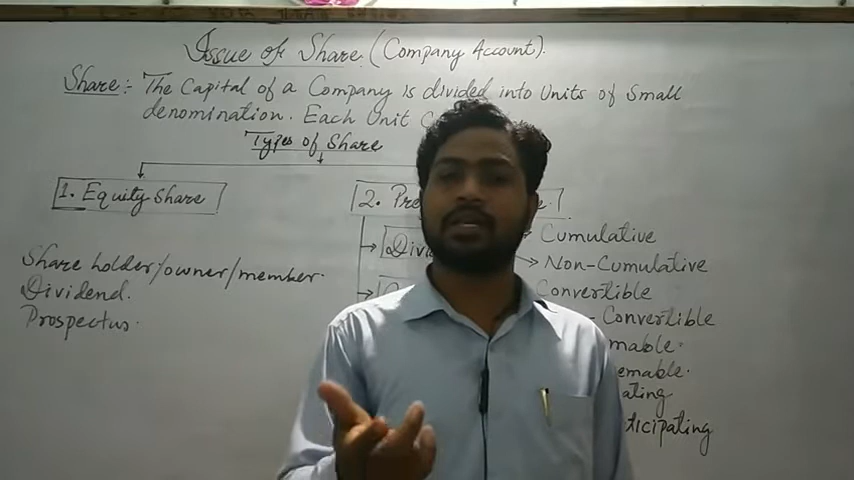 Issue of Share (Company Account).
Share:- The Capital of a Company is divided into Units of Small
denomination. Each Unit
Types of Share
1. Equity Share
2.
Cumulative
Non-Cumulative
Share holder/owner/member.
Convertible
Dividend.
Convertible
Prospectus.